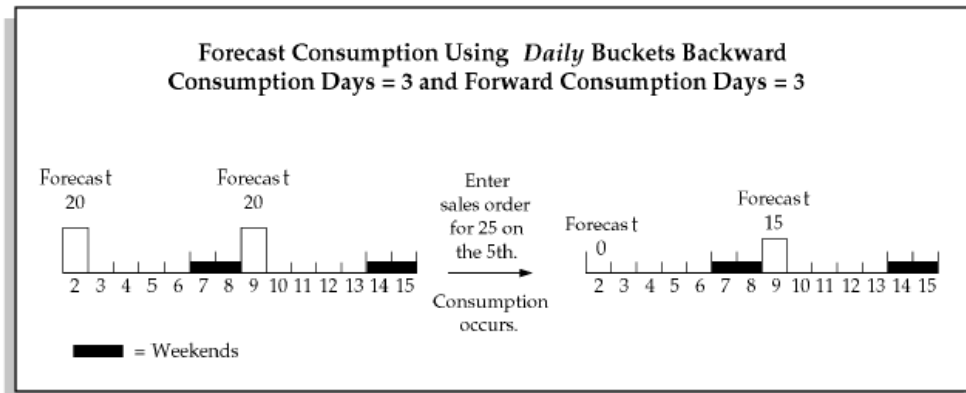 Forecast Consumption Using Daily Buckets Backward
Consumption Days = 3 and Forward Consumption Days = 3
Forecast
20
Forecast
20
2 3 4 5 6 7 8 9 10 11 12 13 14 15
Enter
sales order
for 25 on
the 5th.
Consumption
occurs.
Forecast
0
Forecast
15
2 3 4 5 6 7 8 9 10 11 12 13 14 15
= Weekends